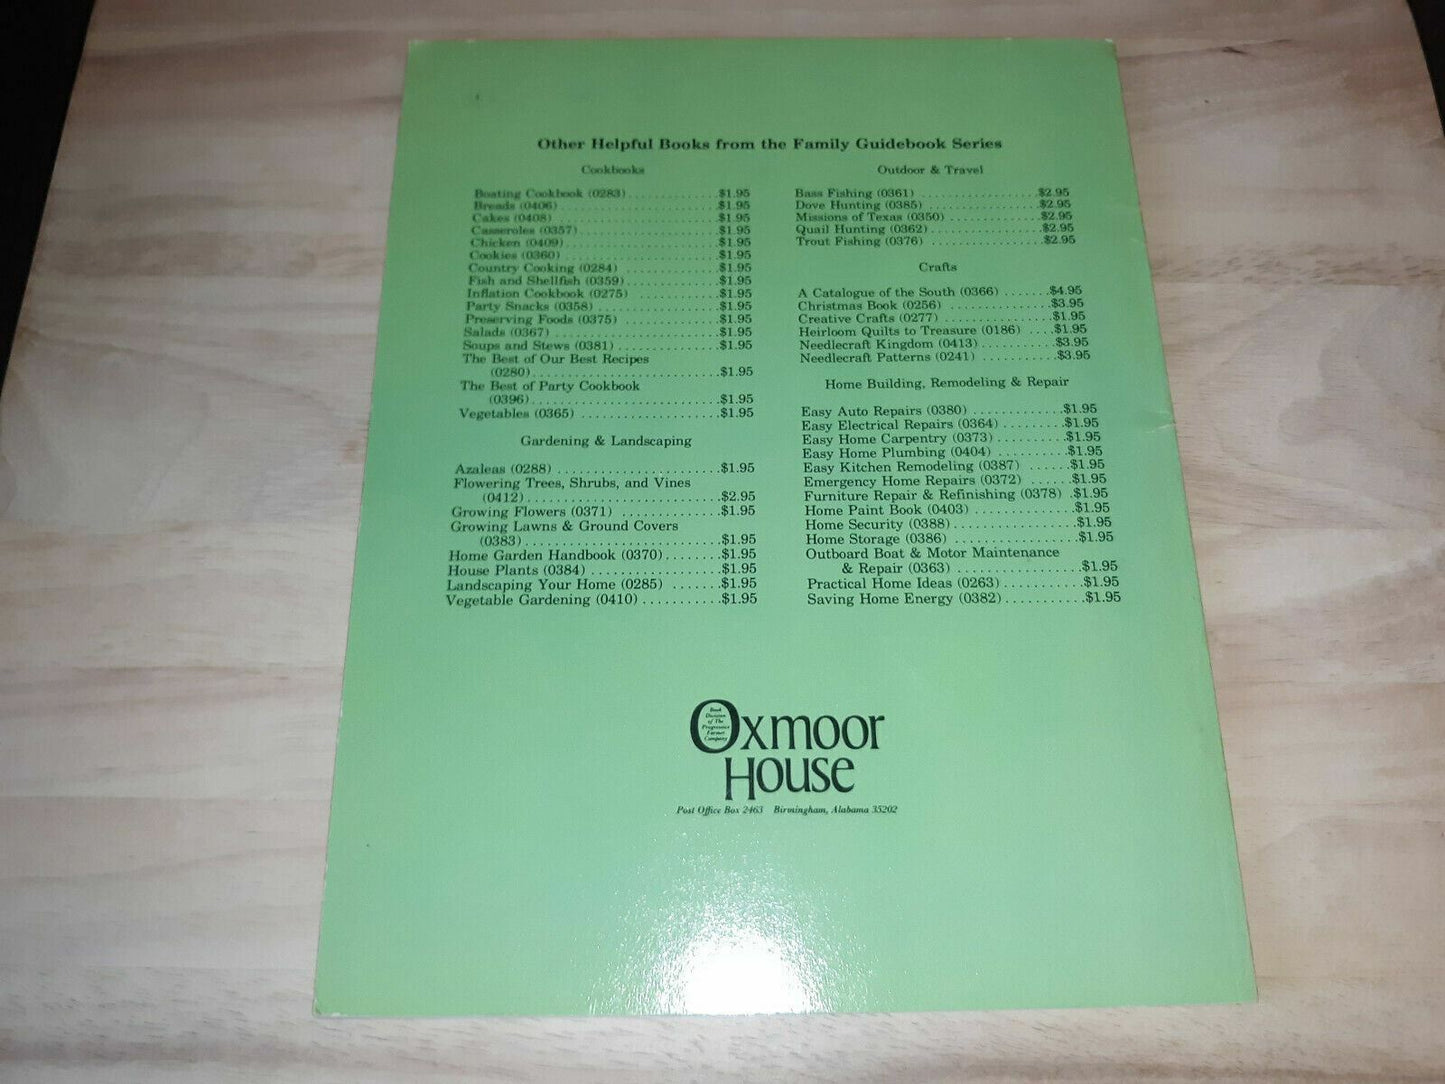 Other Helpful Books from the Family Guidebook Series
Cookbooks
Boating Cookbook (0283) . . . . . . . . . . . . . .$1.95
Breads (0406) . . . . . . . . . . . . . . . . . . . . . . . .$1.95
Cakes (0408) . . . . . . . . . . . . . . . . . . . . . . . . .$1.95
Casseroles (0357) . . . . . . . . . . . . . . . . . . . . .$1.95
Chicken (0409) . . . . . . . . . . . . . . . . . . . . . . .$1.95
Cookies (0360) . . . . . . . . . . . . . . . . . . . . . . .$1.95
Country Cooking (0284) . . . . . . . . . . . . . . .$1.95
Fish and Shellfish (0359) . . . . . . . . . . . . . .$1.95
Inflation Cookbook (0275) . . . . . . . . . . . .$1.95
Party Snacks (0358) . . . . . . . . . . . . . . . . . . .$1.95
Preserving Foods (0375) . . . . . . . . . . . . . . .$1.95
Salads (0367) . . . . . . . . . . . . . . . . . . . . . . . . .$1.95
Soups and Stews (0381) . . . . . . . . . . . . . . . .$1.95
The Best of Our Best Recipes
(0280) . . . . . . . . . . . . . . . . . . . . . . . . . . . . .$1.95
The Best of Party Cookbook
(0396) . . . . . . . . . . . . . . . . . . . . . . . . . . . . .$1.95
Vegetables (0365) . . . . . . . . . . . . . . . . . . . . .$1.95
Gardening & Landscaping
Azaleas (0288) . . . . . . . . . . . . . . . . . . . . . . . .$1.95
Flowering Trees, Shrubs, and Vines
(0412) . . . . . . . . . . . . . . . . . . . . . . . . . . . . .$2.95
Growing Flowers (0371) . . . . . . . . . . . . . . .$1.95
Growing Lawns & Ground Covers
(0383) . . . . . . . . . . . . . . . . . . . . . . . . . . . . .$1.95
Home Garden Handbook (0370) . . . . . . . .$1.95
House Plants (0384) . . . . . . . . . . . . . . . . . . .$1.95
Landscaping Your Home (0285) . . . . . . .$1.95
Vegetable Gardening (0410) . . . . . . . . . . . .$1.95
Outdoor & Travel
Bass Fishing (0361) . . . . . . . . . . . . . . . . . .$2.95
Dove Hunting (0385) . . . . . . . . . . . . . . . . .$2.95
Missions of Texas (0350) . . . . . . . . . . . . . .$2.95
Quail Hunting (0362) . . . . . . . . . . . . . . . . .$2.95
Trout Fishing (0376) . . . . . . . . . . . . . . . . .$2.95
Crafts
A Catalogue of the South (0366) . . . . . . .$4.95
Christmas Book (0256) . . . . . . . . . . . . . . . .$3.95
Creative Crafts (0277) . . . . . . . . . . . . . . . . .$1.95
Heirloom Quilts to Treasure (0186) . . . .$1.95
Needlecraft Kingdom (0413) . . . . . . . . . . .$3.95
Needlecraft Patterns (0241) . . . . . . . . . . .$3.95
Home Building, Remodeling & Repair
Easy Auto Repairs (0380) . . . . . . . . . . . . .$1.95
Easy Electrical Repairs (0364) . . . . . . . . .$1.95
Easy Home Carpentry (0373) . . . . . . . . . .$1.95
Easy Home Plumbing (0404) . . . . . . . . . .$1.95
Easy Kitchen Remodeling (0387) . . . . . .$1.95
Emergency Home Repairs (0372) . . . . . .$1.95
Furniture Repair & Refinishing (0378) .$1.95
Home Paint Book (0403) . . . . . . . . . . . . . .$1.95
Home Security (0388) . . . . . . . . . . . . . . . . .$1.95
Home Storage (0386) . . . . . . . . . . . . . . . . .$1.95
Outboard Boat & Motor Maintenance
& Repair (0363) . . . . . . . . . . . . . . . . .$1.95
Practical Home Ideas (0263) . . . . . . . . . . .$1.95
Saving Home Energy (0382) . . . . . . . . . . .$1.95
Oxmoor
Book
Division
of The
Progressive
Farmer
Company
House
Post Office Box 2463 Birmingham, Alabama 35202